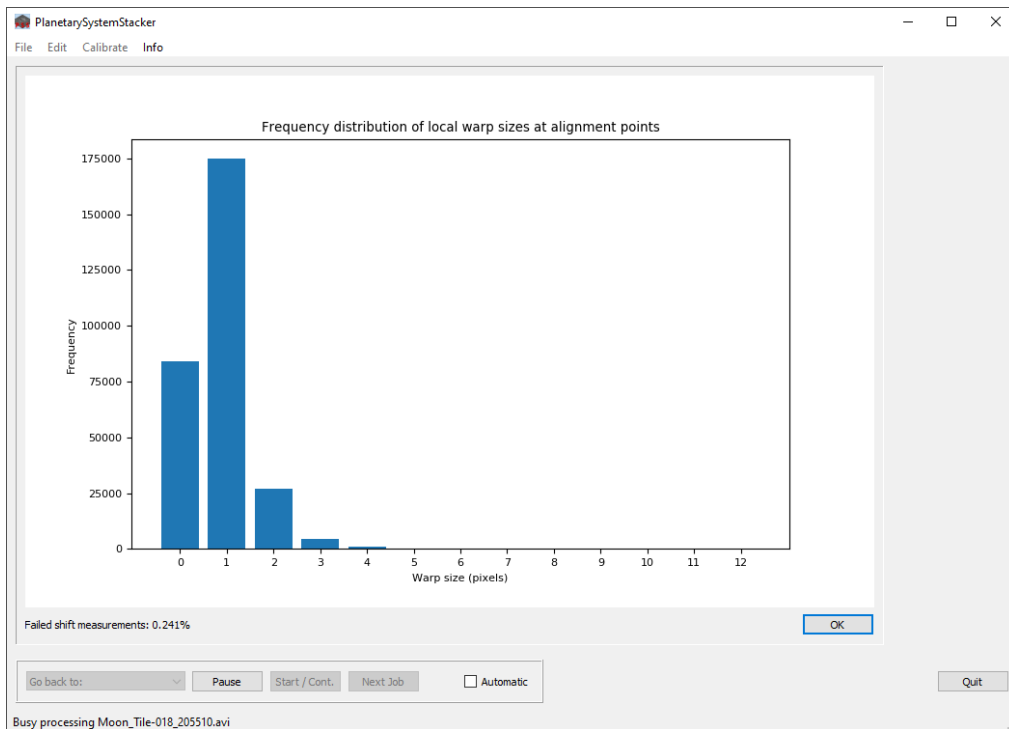 PlanetarySystemStacker
File Edit Calibrate Info
Frequency distribution of local warp sizes at alignment points
175000
150000
125000
100000
75000
50000
25000
0
Frequency
0 1 2 3 4 5 6 7 8 9 10 11 12
Warp size (pixels)
Failed shift measurements: 0.241%
OK
Go back to: Pause Start / Cont. Next Job Automatic Quit
Busy processing Moon_Tile-018_205510.avi